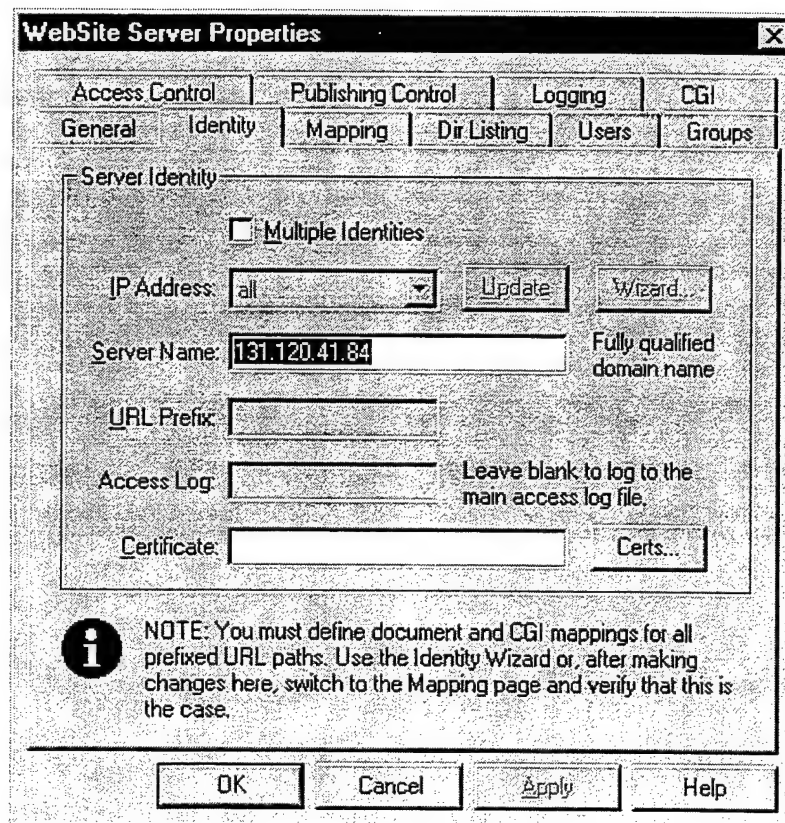 WebSite Server Properties
Access Control Publishing Control Logging CGI
General Identity Mapping Dir Listing Users Groups
Server Identity
Multiple Identities
IP Address: all Update Wizard...
Server Name: 131.120.41.84 Fully qualified
domain name
URL Prefix:
Access Log: Leave blank to log to the
main access log file.
Certificate: Certs...
NOTE: You must define document and CGI mappings for all
prefixed URL paths. Use the Identity Wizard or, after making
changes here, switch to the Mapping page and verify that this is
the case.
OK Cancel Apply Help